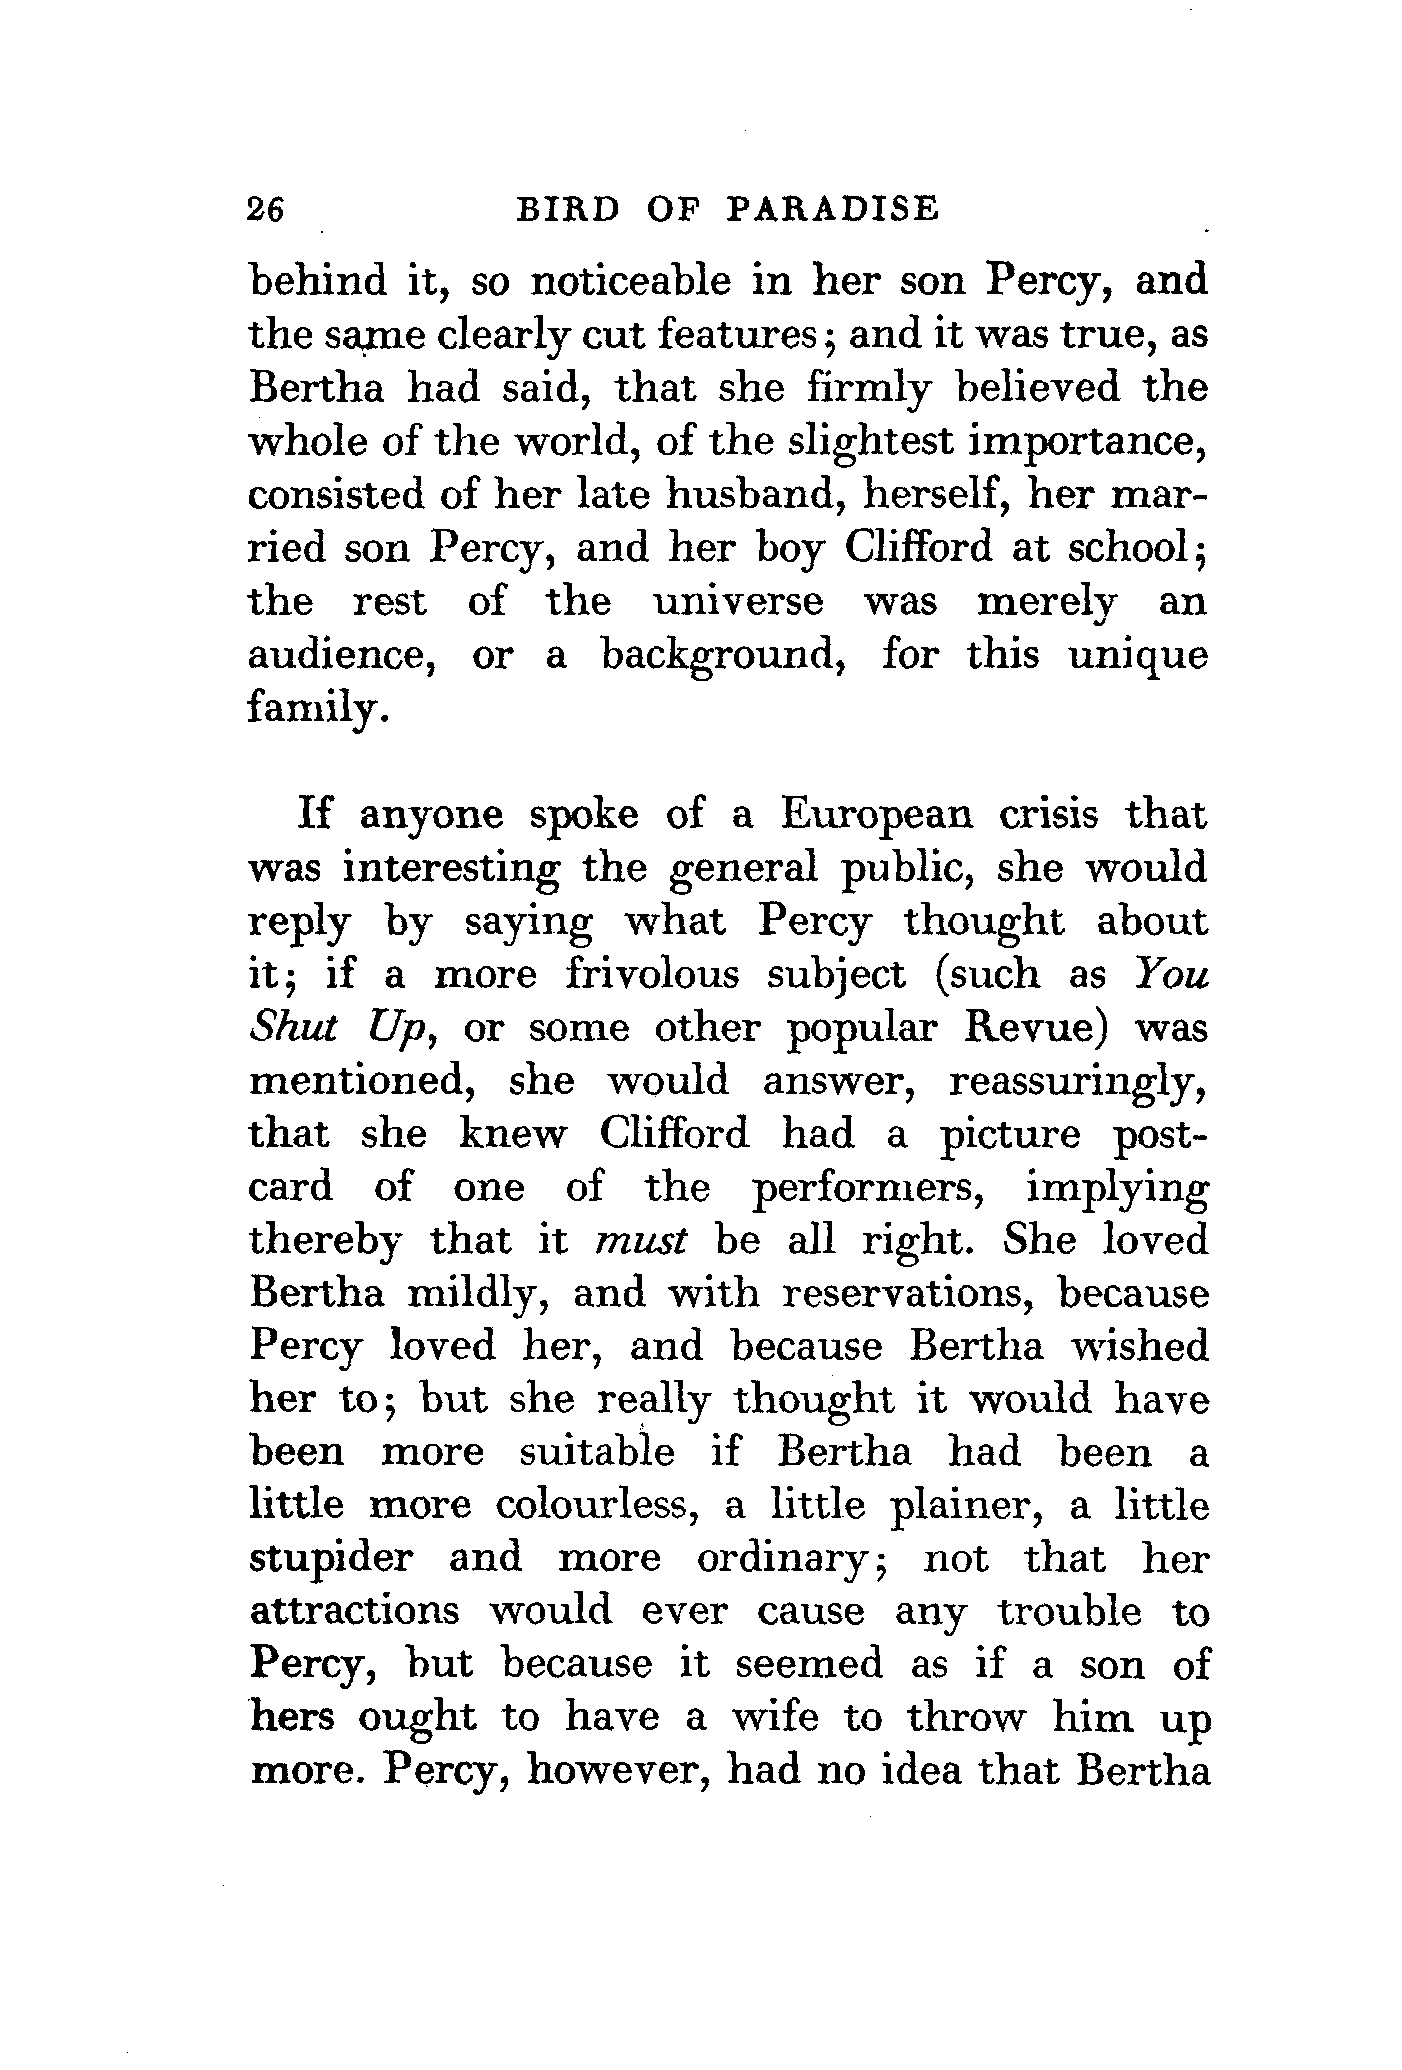 26 BIRD OF PARADISE
behind it, so noticeable in her son Percy, and
the same clearly cut features; and it was true, as
Bertha had said, that she firmly believed the
whole of the world, of the slightest importance,
consisted of her late husband, herself, her mar-
ried son Percy, and her boy Clifford at school;
the rest of the universe was merely an
audience, or a background, for this unique
family.
If anyone spoke of a European crisis that
was interesting the general public, she would
reply by saying what Percy thought about
it; if a more frivolous subject (such as You
Shut Up, or some other popular Revue) was
mentioned, she would answer, reassuringly,
that she knew Clifford had a picture post-
card of one of the performers, implying
thereby that it must be all right. She loved
Bertha mildly, and with reservations, because
Percy loved her, and because Bertha wished
her to; but she really thought it would have
been more suitable if Bertha had been a
little more colourless, a little plainer, a little
stupider and more ordinary; not that her
attractions would ever cause any trouble to
Percy, but because it seemed as if a son of
hers ought to have a wife to throw him up
more. Percy, however, had no idea that Bertha